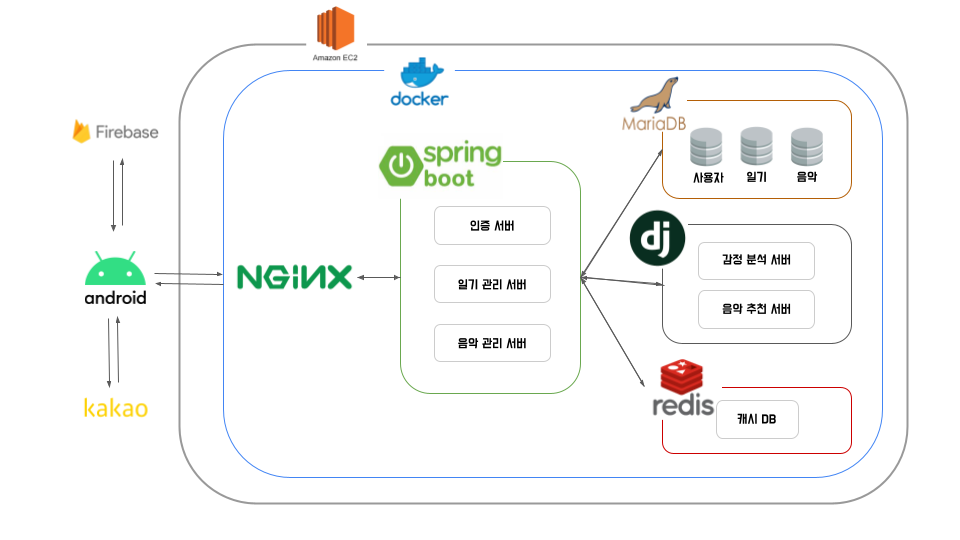 Amazon EC2
docker
MariaDB
사용자
일기
음악
Firebase
spring
boot
인증 서버
일기 관리 서버
음악 관리 서버
dj
감정 분석 서버
음악 추천 서버
NGINX
android
kakao
redis
캐시 DB